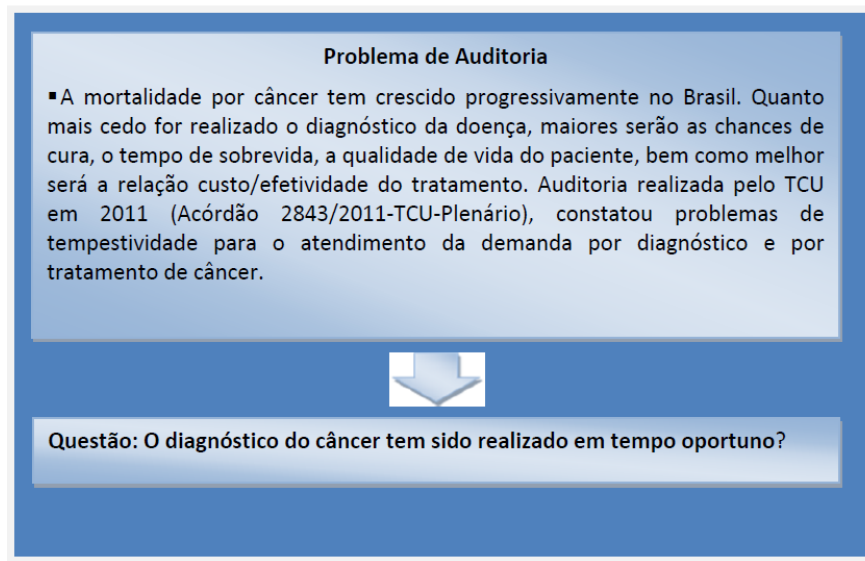 Problema de Auditoria
▪A mortalidade por câncer tem crescido progressivamente no Brasil. Quanto
mais cedo for realizado o diagnóstico da doença, maiores serão as chances de
cura, o tempo de sobrevida, a qualidade de vida do paciente, bem como melhor
será a relação custo/efetividade do tratamento. Auditoria realizada pelo TCU
em 2011 (Acórdão 2843/2011-TCU-Plenário), constatou problemas de
tempestividade para o atendimento da demanda por diagnóstico e por
tratamento de câncer.
Questão: O diagnóstico do câncer tem sido realizado em tempo oportuno?